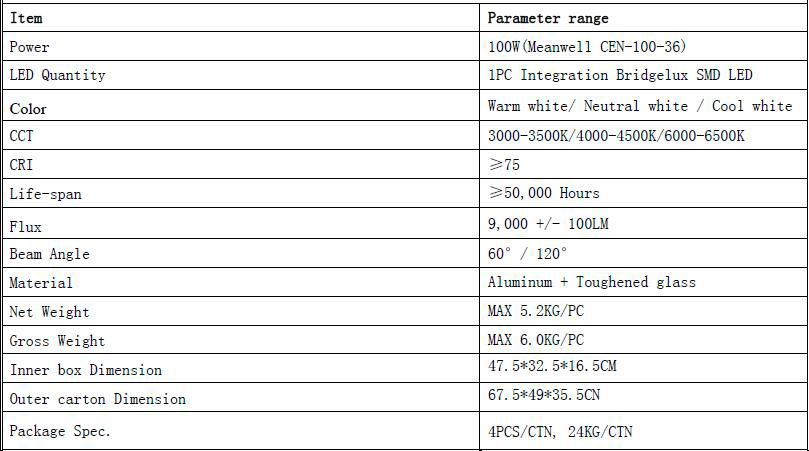 Item Parameter range
Power 100W(Meanwell CEN-100-36)
LED Quantity 1PC Integration Bridgelux SMD LED
Color Warm white/ Neutral white / Cool white
CCT 3000-3500K/4000-4500K/6000-6500K
CRI ≥75
Life-span ≥50,000 Hours
Flux 9,000 +/- 100LM
Beam Angle 60° / 120°
Material Aluminum + Toughened glass
Net Weight MAX 5.2KG/PC
Gross Weight MAX 6.0KG/PC
Inner box Dimension 47.5*32.5*16.5CM
Outer carton Dimension 67.5*49*35.5CN
Package Spec. 4PCS/CTN, 24KG/CTN